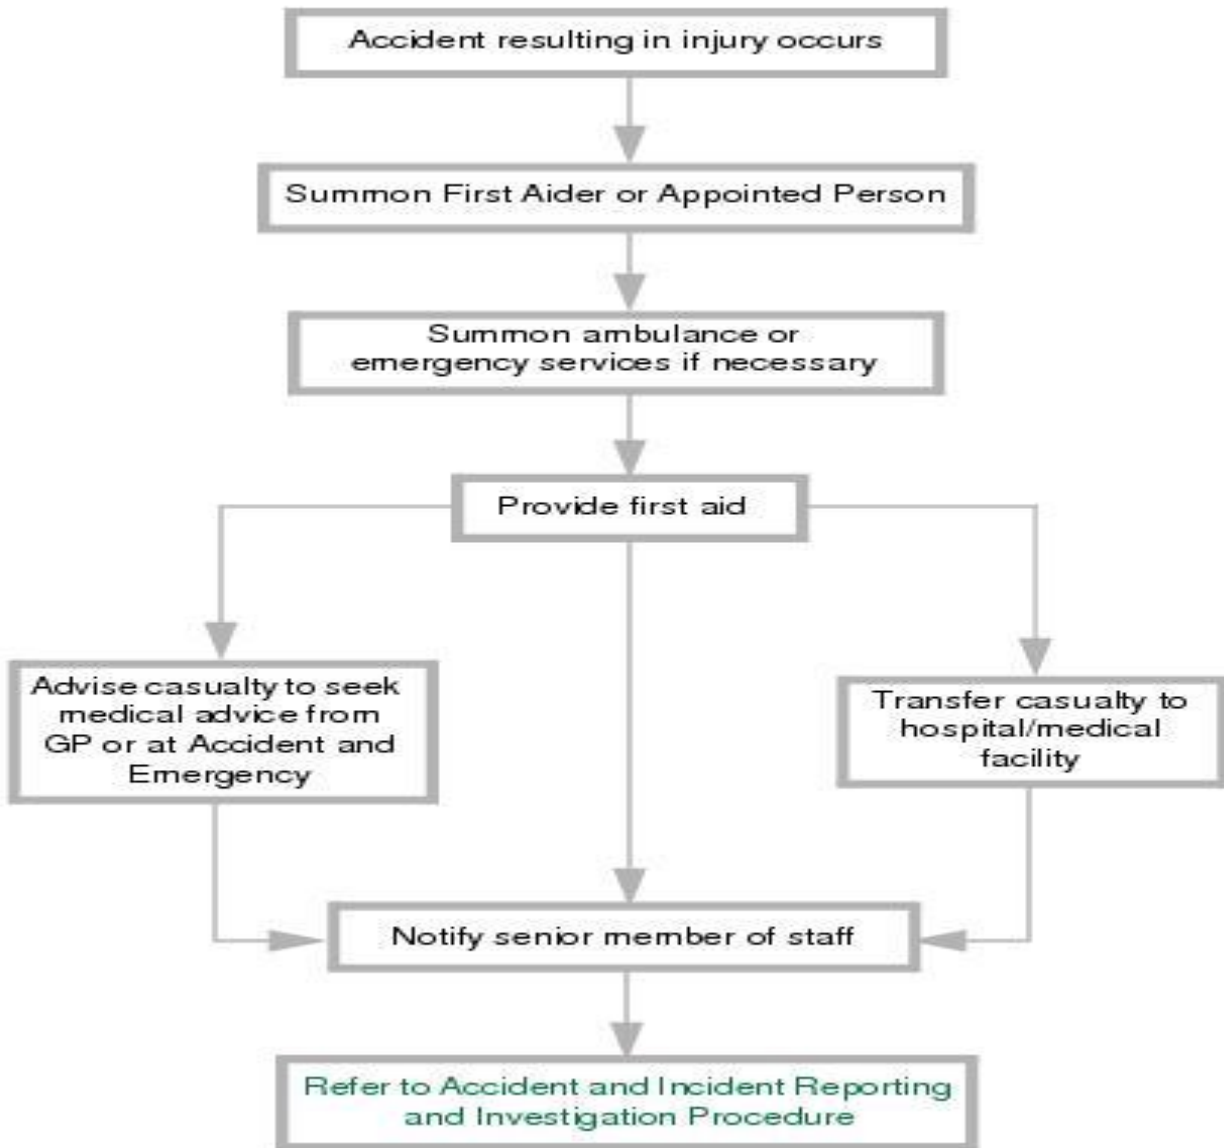 Accident resulting in injury occurs
Summon First Aider or Appointed Person
Summon ambulance or
emergency services if necessary
Provide first aid
Advise casualty to seek
medical advice from
GP or at Accident and
Emergency
Transfer casualty to
hospital/medical
facility
Notify senior member of staff
Refer to Accident and Incident Reporting
and Investigation Procedure